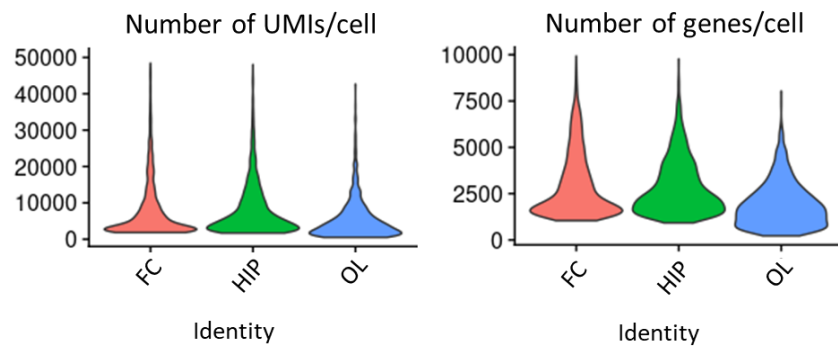 Number of UMIs/cell
50000
40000
30000
20000
10000
0
FC
HIP
OL
Identity
Number of genes/cell
10000
7500
5000
2500
0
FC
HIP
OL
Identity